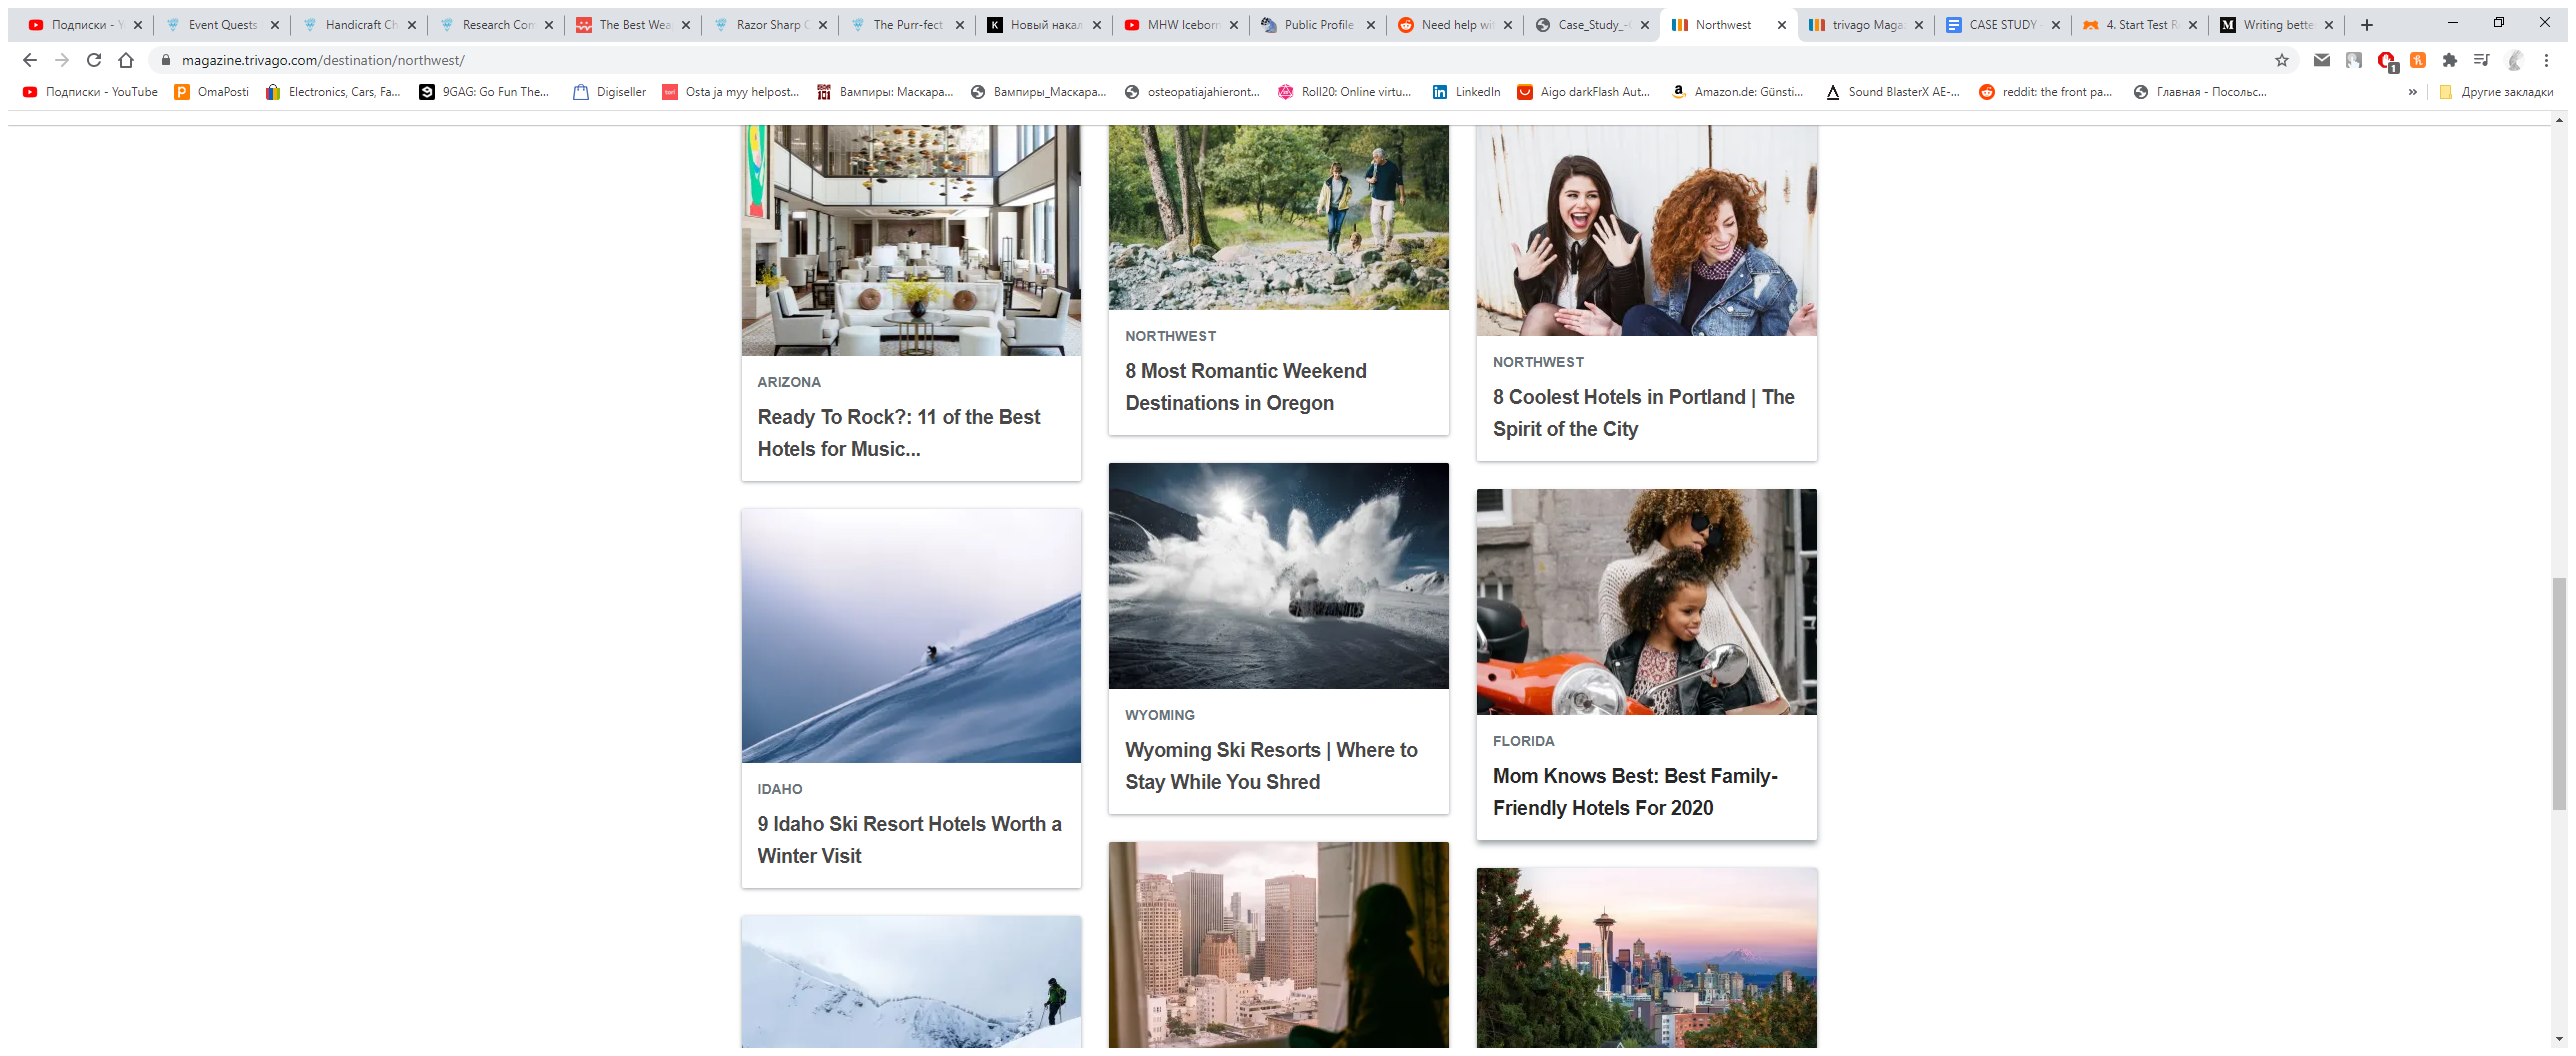 Подписки - Y
Event Quests
Handicraft Ch
Research Com
The Best Wea
Razor Sharp C
The Purr-fect
Новый накал
MHW Iceborn
Public Profile
Need help wit
Case_Study_-
Northwest
trivago Maga
CASE STUDY -
4. Start Test R
Writing bette
magazine.trivago.com/destination/northwest/
1
Подписки - YouTube
OmaPosti
Electronics, Cars, Fa...
9GAG: Go Fun The...
Digiseller
Osta ja myy helpost...
Вампиры: Маскара...
Вампиры_Маскара...
osteopatiajahieront...
Roll20: Online virtu...
LinkedIn
Aigo darkFlash Aut...
Amazon.de: Günsti...
Sound BlasterX AE-...
reddit: the front pa...
Главная - Посольс...
»
Другие закладки
ARIZONA
Ready To Rock?: 11 of the Best
Hotels for Music...
IDAHO
9 Idaho Ski Resort Hotels Worth a
Winter Visit
NORTHWEST
8 Most Romantic Weekend
Destinations in Oregon
WYOMING
Wyoming Ski Resorts | Where to
Stay While You Shred
NORTHWEST
8 Coolest Hotels in Portland | The
Spirit of the City
FLORIDA
Mom Knows Best: Best Family-
Friendly Hotels For 2020